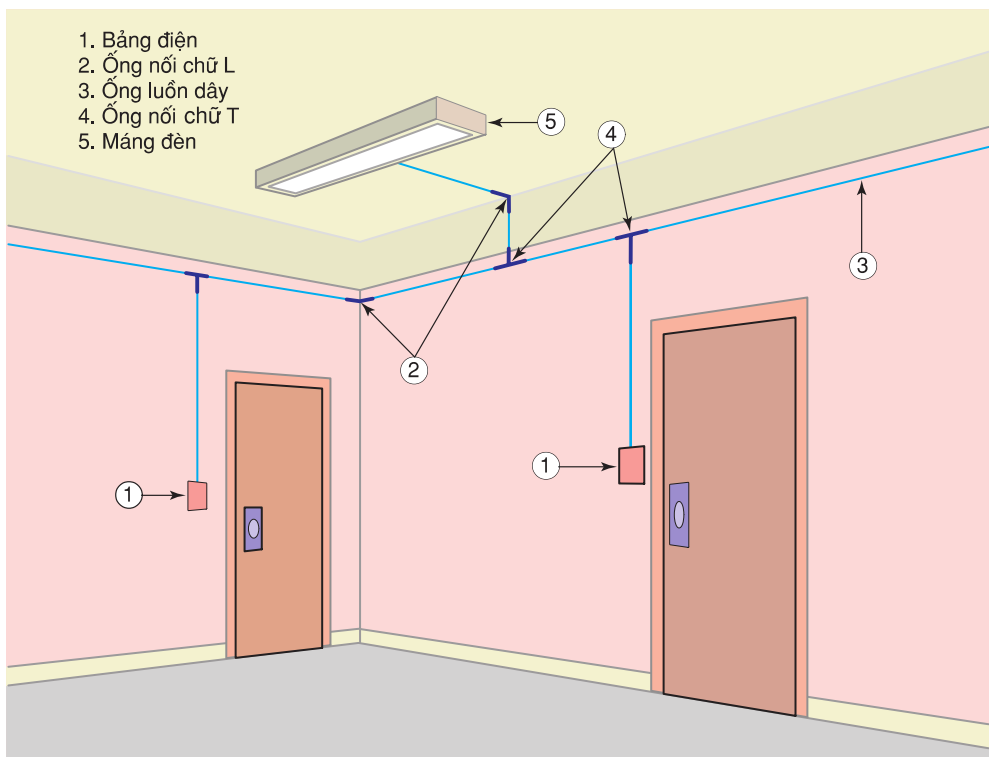 1. Bảng điện
2. Ống nối chữ L
3. Ống luồn dây
4. Ống nối chữ T
5. Máng đèn
5
4
3
2
1
1